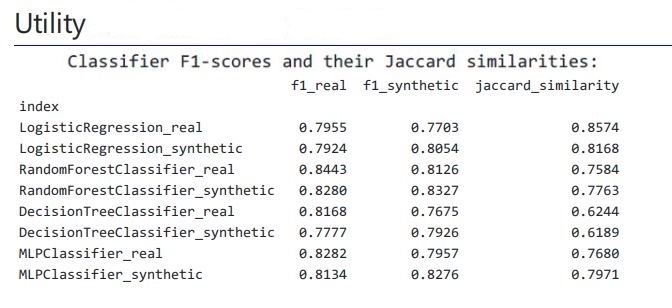 Utility
Classifier F1-scores and their Jaccard similarities:
f1_real f1_synthetic jaccard_similarity
index
LogisticRegression_real 0.7955 0.7703 0.8574
LogisticRegression_synthetic 0.7924 0.8054 0.8168
RandomForestClassifier_real 0.8443 0.8126 0.7584
RandomForestClassifier_synthetic 0.8280 0.8327 0.7763
DecisionTreeClassifier_real 0.8168 0.7675 0.6244
DecisionTreeClassifier_synthetic 0.7777 0.7926 0.6189
MLPClassifier_real 0.8282 0.7957 0.7680
MLPClassifier_synthetic 0.8134 0.8276 0.7971